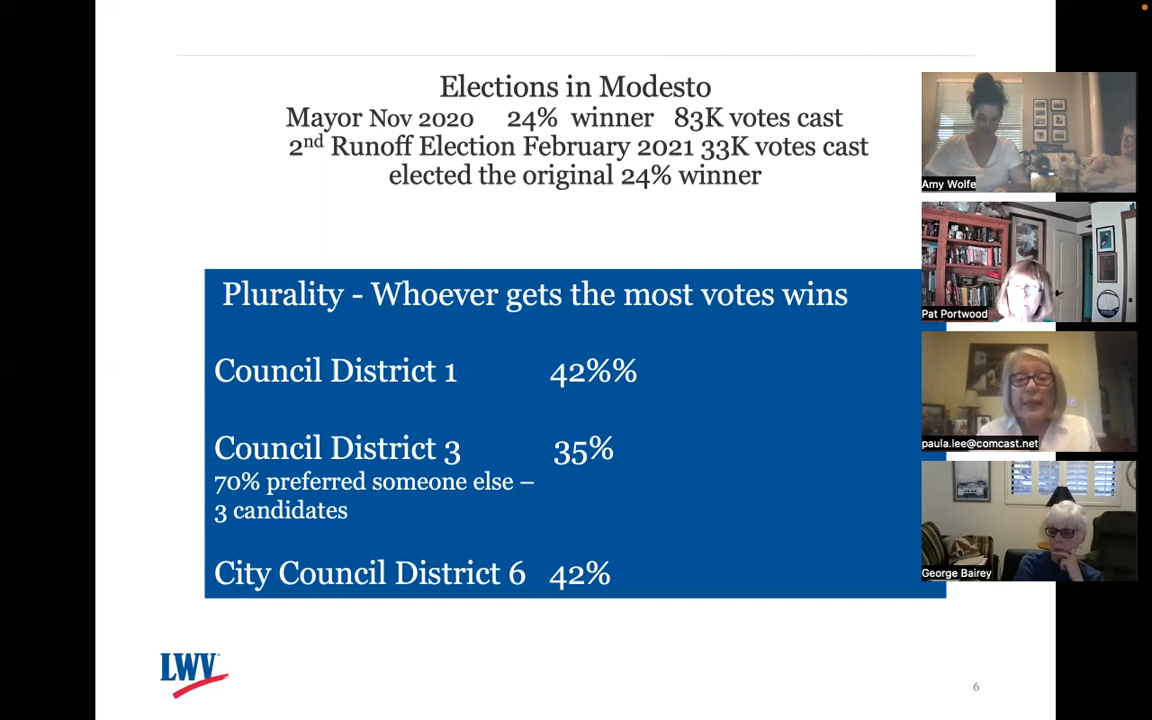 Elections in Modesto
Mayor Nov 2020 24% winner 83K votes cast
2nd Runoff Election February 2021 33K votes cast
elected the original 24% winner
Plurality - Whoever gets the most votes wins
Council District 1 42%%
Council District 3 35%
70% preferred someone else –
3 candidates
City Council District 6 42%
LWV
6
Amy Wolfe
Pat Portwood
paula.lee@comcast.net
George Bairey